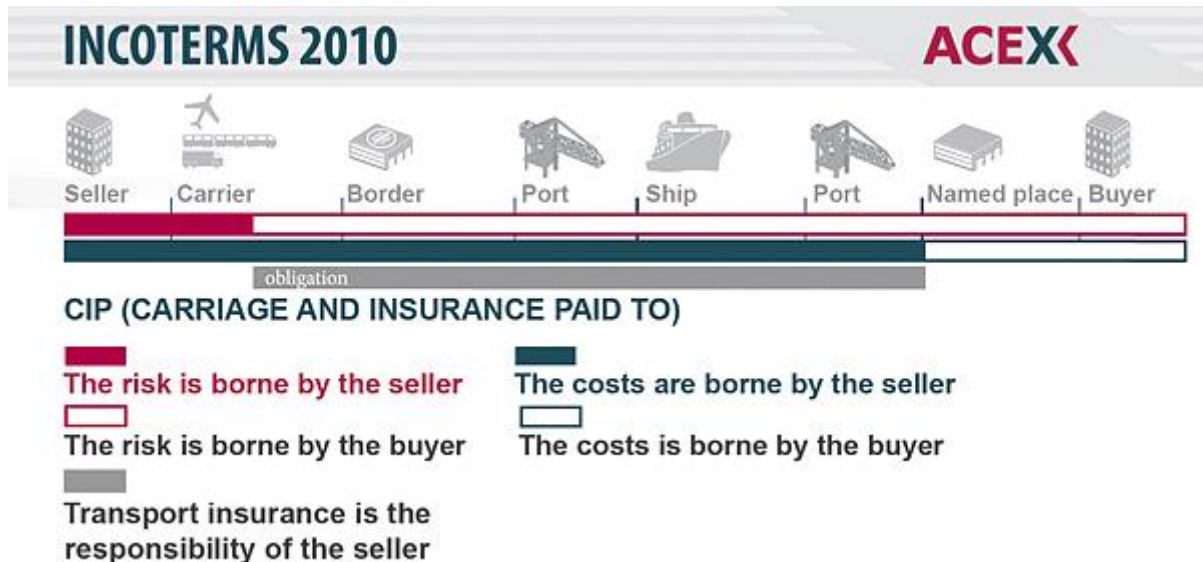 INCOTERMS 2010
ACEX
Seller Carrier Border Port Ship Port Named place Buyer
obligation
CIP (CARRIAGE AND INSURANCE PAID TO)
The risk is borne by the seller
The costs are borne by the seller
The risk is borne by the buyer
The costs is borne by the buyer
Transport insurance is the
responsibility of the seller